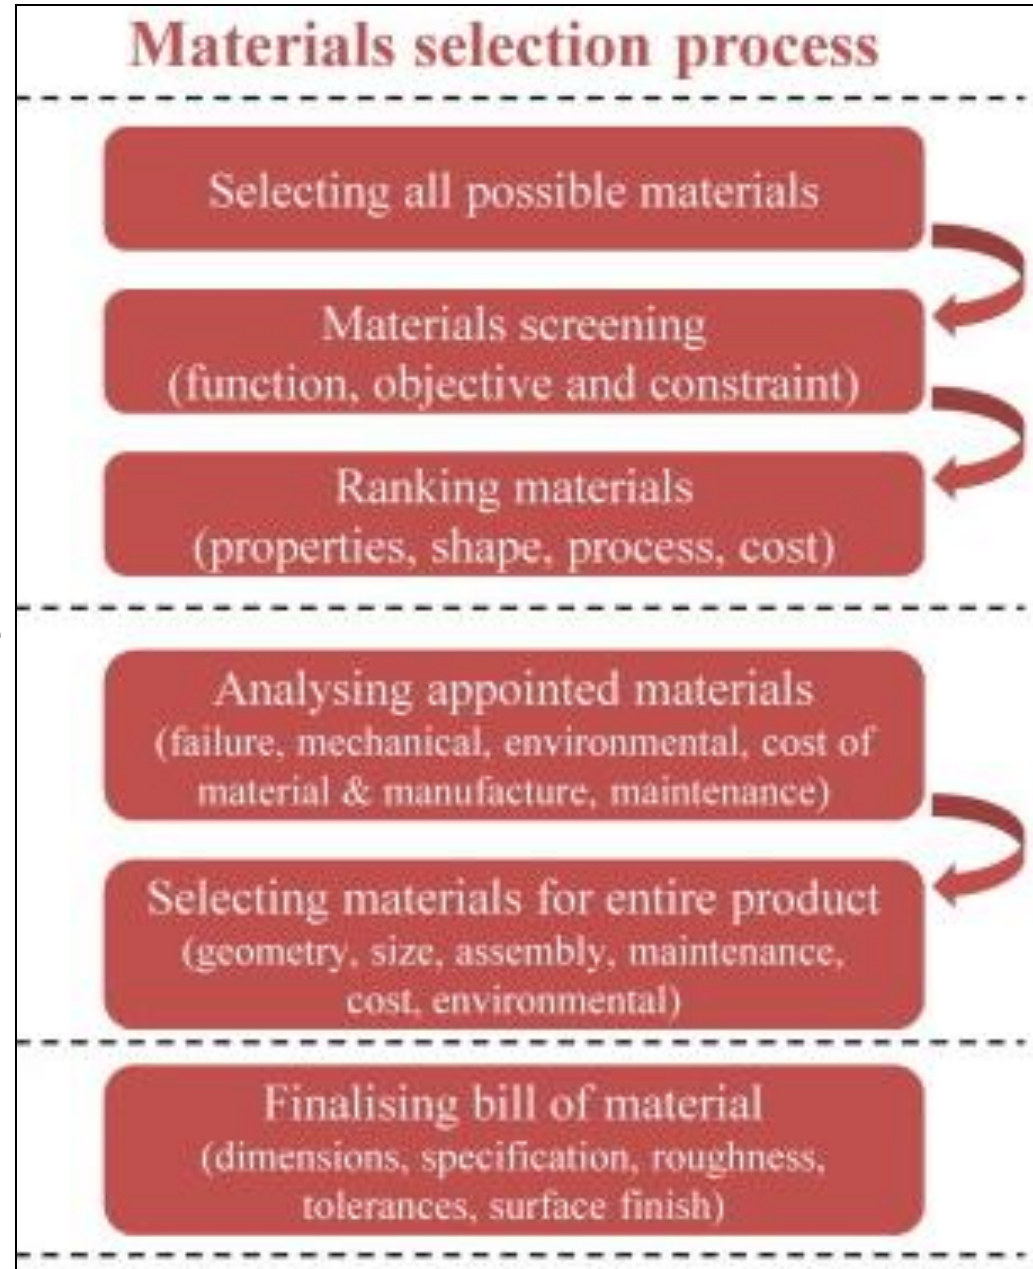 Materials selection process
Selecting all possible materials
Materials screening
(function, objective and constraint)
Ranking materials
(properties, shape, process, cost)
Analysing appointed materials
(failure, mechanical, environmental, cost of
material & manufacture, maintenance)
Selecting materials for entire product
(geometry, size, assembly, maintenance,
cost, environmental)
Finalising bill of material
(dimensions, specification, roughness,
tolerances, surface finish)